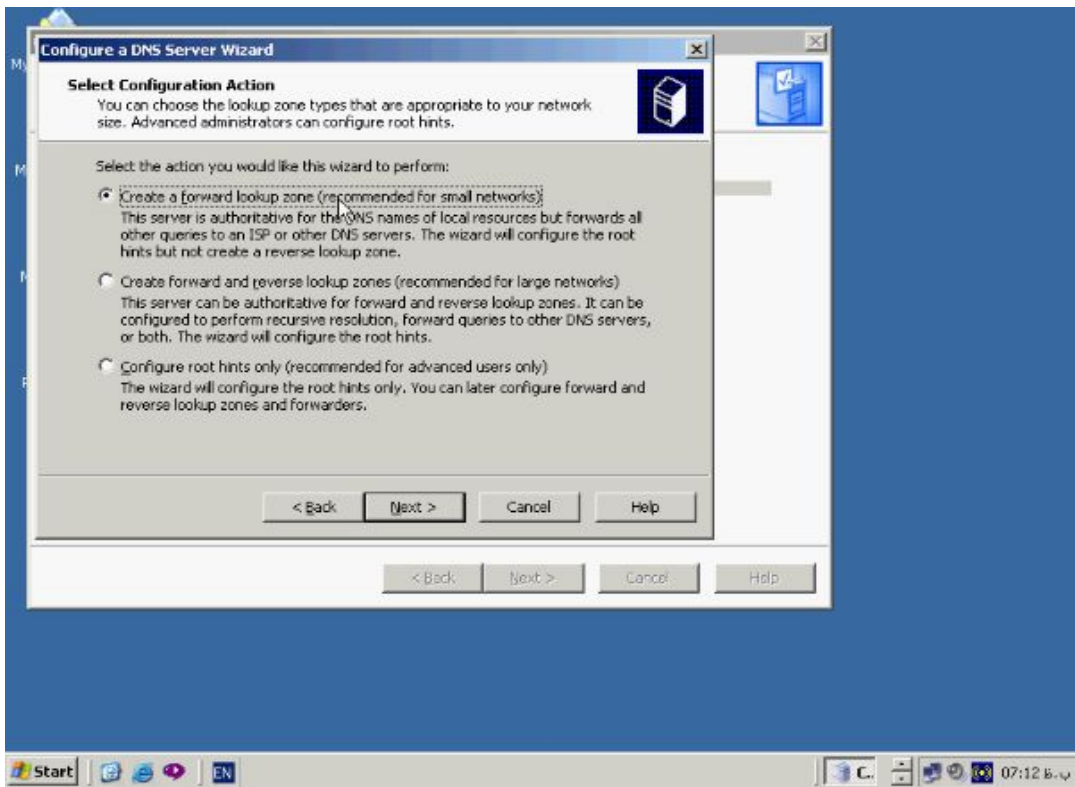 Configure a DNS Server Wizard
Select Configuration Action
You can choose the lookup zone types that are appropriate to your network
size. Advanced administrators can configure root hints.
Select the action you would like this wizard to perform:
Create a forward lookup zone (recommended for small networks)
This server is authoritative for the DNS names of local resources but forwards all
other queries to an ISP or other DNS servers. The wizard will configure the root
hints but not create a reverse lookup zone.
Create forward and reverse lookup zones (recommended for large networks)
This server can be authoritative for forward and reverse lookup zones. It can be
configured to perform recursive resolution, forward queries to other DNS servers,
or both. The wizard will configure the root hints.
Configure root hints only (recommended for advanced users only)
The wizard will configure the root hints only. You can later configure forward and
reverse lookup zones and forwarders.
< Back Next > Cancel Help
< Back Next > Cancel Help
Start EN C.. 07:12 ب.ظ